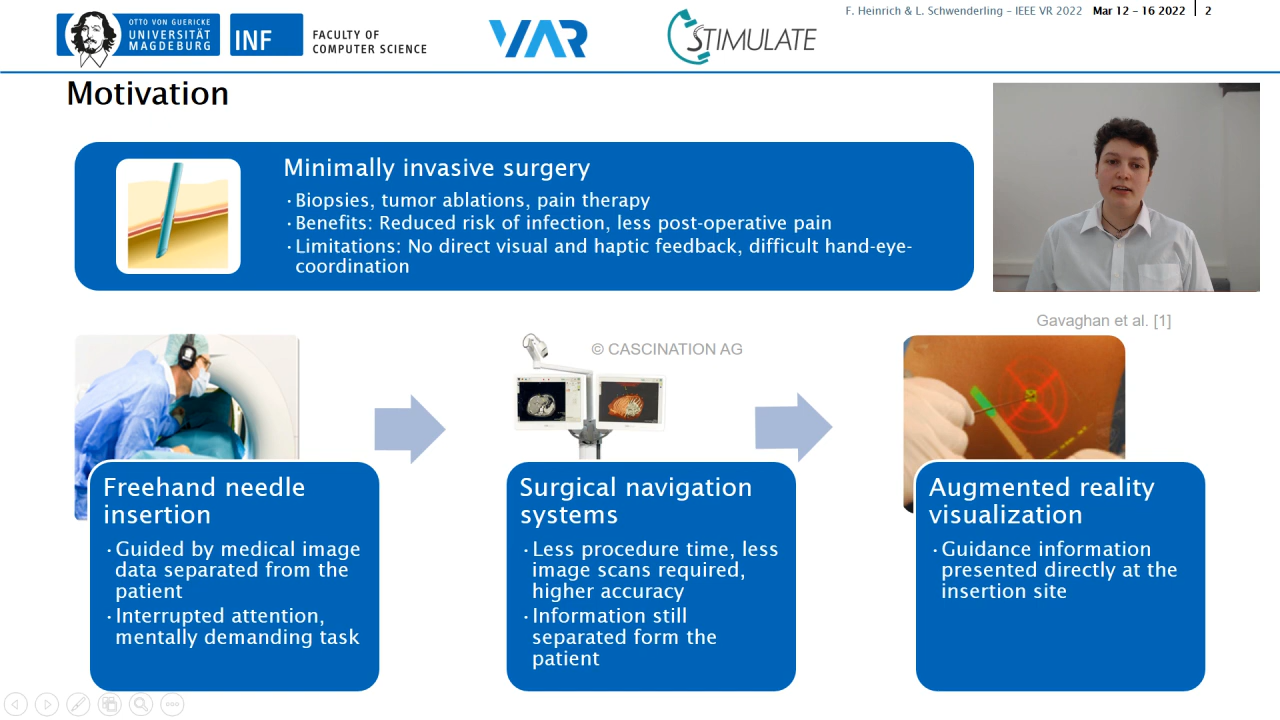 OTTO VON GUERICKE
UNIVERSITÄT
MAGDEBURG
INF
FACULTY OF
COMPUTER SCIENCE
VAR
STIMULATE
F. Heinrich & L. Schwenderling – IEEE VR 2022 Mar 12 – 16 2022 2
Motivation
Minimally invasive surgery
· Biopsies, tumor ablations, pain therapy
· Benefits: Reduced risk of infection, less post-operative pain
· Limitations: No direct visual and haptic feedback, difficult hand-eye-
coordination
Gavaghan et al. [1]
© CASCINATION AG
Freehand needle
insertion
· Guided by medical image
data separated from the
patient
· Interrupted attention,
mentally demanding task
Surgical navigation
systems
· Less procedure time, less
image scans required,
higher accuracy
· Information still
separated form the
patient
Augmented reality
visualization
· Guidance information
presented directly at the
insertion site